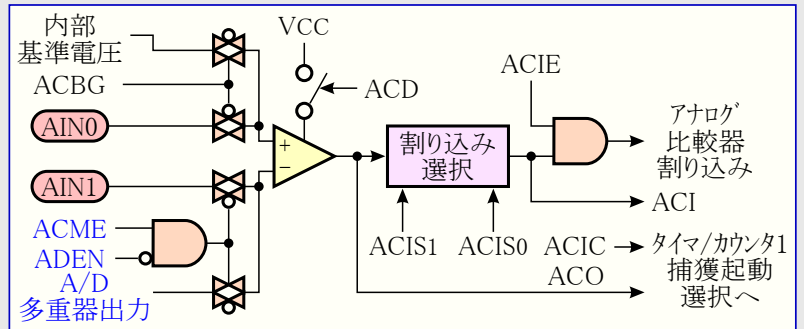 内部
基準電圧
ACBG
AIN0
AIN1
ACME
ADEN
A/D
多重器出力
VCC
ACD
+
−
割り込み
選択
ACIS1
ACIS0
ACIE
アナログ
比較器
割り込み
ACI
ACIC
ACO
タイマ/カウンタ1
捕獲起動
選択へ